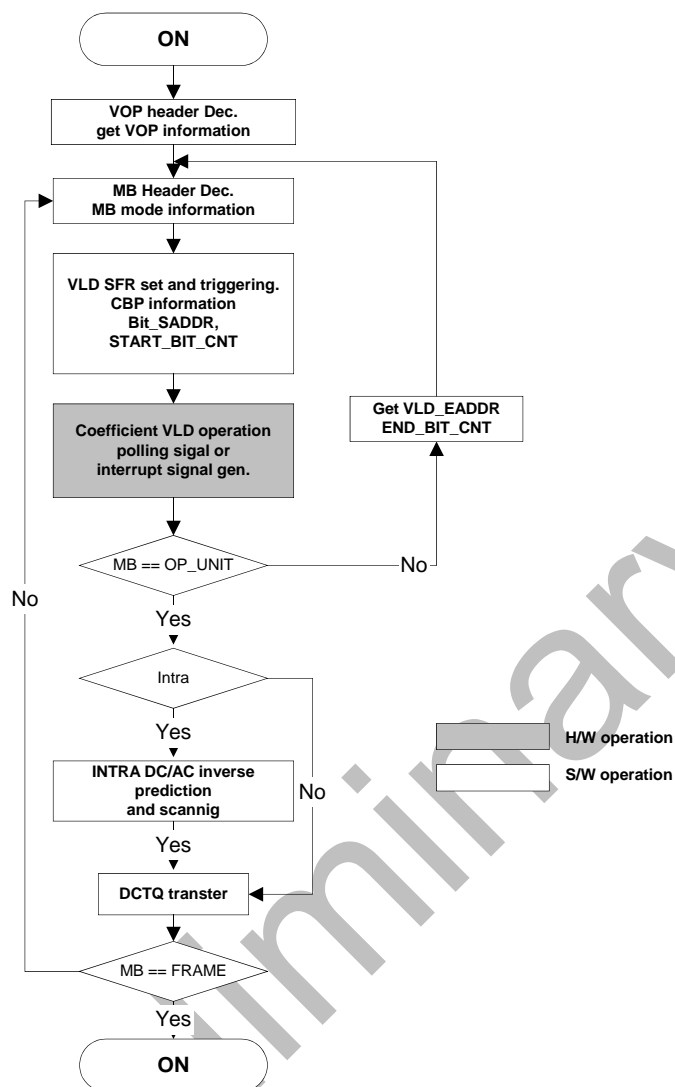 ON
VOP header Dec.
get VOP information
MB Header Dec.
MB mode information
VLD SFR set and triggering.
CBP information
Bit_SADDR,
START_BIT_CNT
Get VLD_EADDR
END_BIT_CNT
Coefficient VLD operation
polling sigal or
interrupt signal gen.
MB == OP_UNIT
No
No
Yes
Intra
Yes
H/W operation
S/W operation
INTRA DC/AC inverse
prediction
and scannig
No
Yes
DCTQ transter
MB == FRAME
Yes
ON